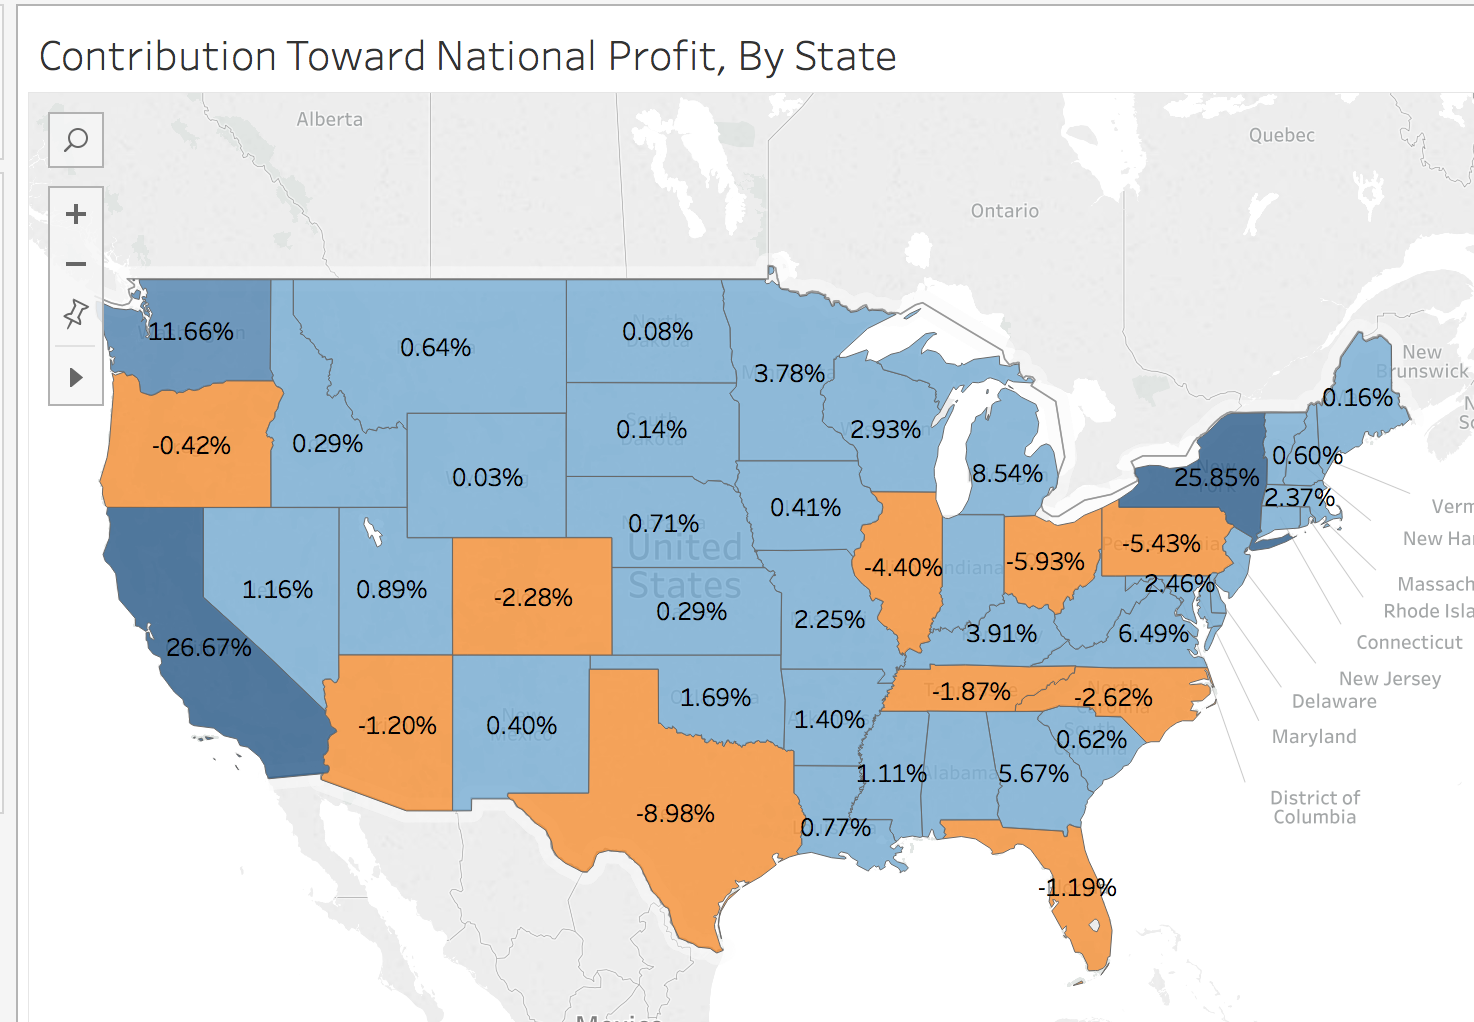 Contribution Toward National Profit, By State
Alberta
Quebec
Ontario
New
Brunswick
11.66%
0.64%
0.08%
3.78%
0.16%
-0.42%
0.29%
0.03%
South
0.14%
2.93%
8.54%
25.85%
0.60%
2.37%
Verm
New Ha
Massach
Rhode Isla
Connecticut
New Jersey
Delaware
Maryland
District of
Columbia
0.71%
0.41%
United
States
1.16%
0.89%
-2.28%
0.29%
2.25%
-4.40%
Indiana
-5.93%
-5.43%
2.46%
26.67%
3.91%
6.49%
-1.20%
0.40%
1.69%
1.40%
-1.87%
-2.62%
0.62%
-8.98%
0.77%
1.11%
Alabama
5.67%
-1.19%
Mexico